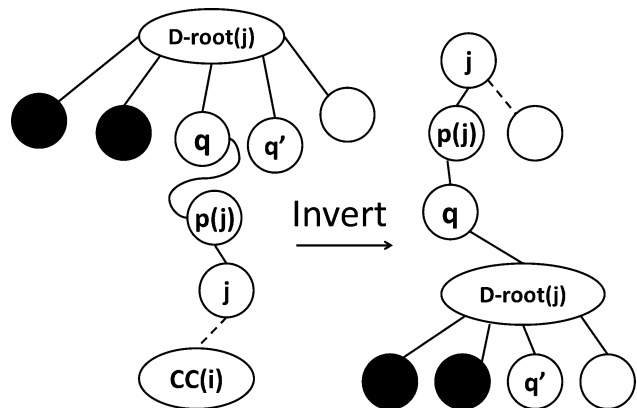 D-root(j)
q
q'
p(j)
j
CC(i)
Invert
j
p(j)
q
D-root(j)
q'